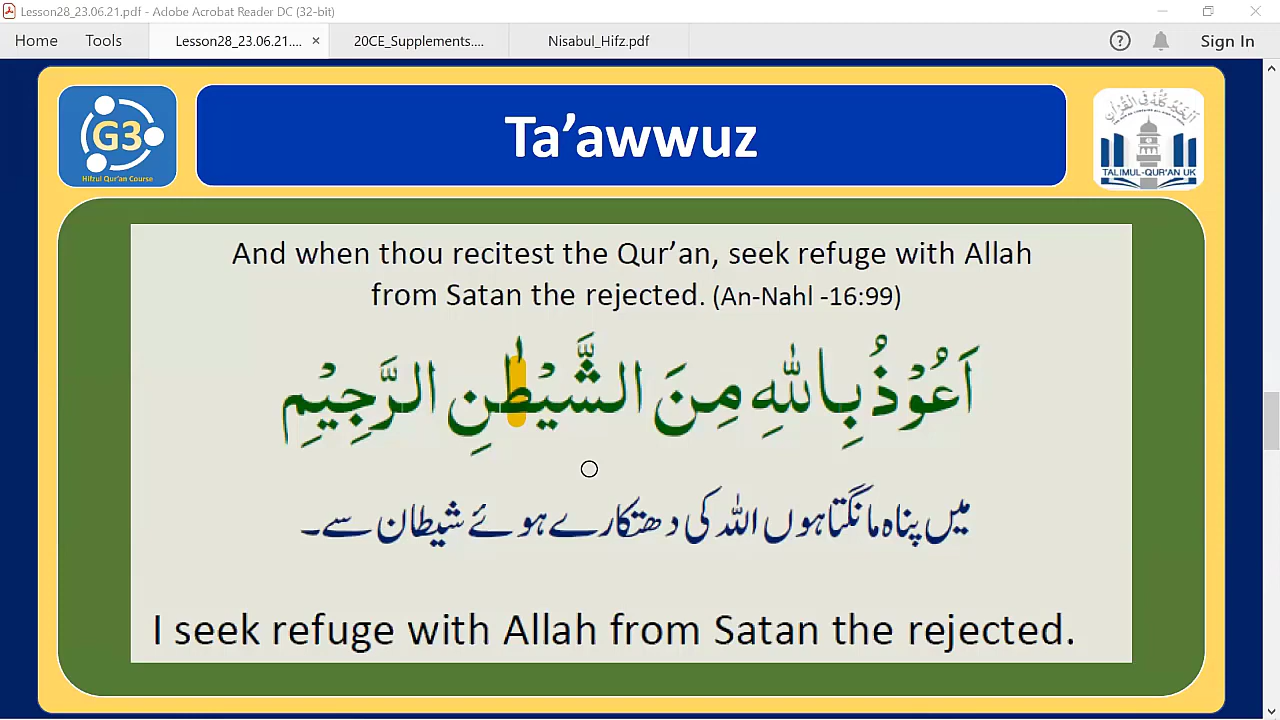 Lesson28_23.06.21.pdf - Adobe Acrobat Reader DC (32-bit)
Home Tools Lesson28_23.06.21.... × 20CE_Supplements.... Nisabul_Hifz.pdf Sign In
G3
Hifzul Qur'an Course
Ta’awwuz
TALIMUL-QUR'AN UK
And when thou recitest the Qur’an, seek refuge with Allah
from Satan the rejected. (An-Nahl -16:99)
اَعُوْذُ بِاللّٰهِ مِنَ الشَّيْطٰنِ الرَّجِيْمِ
میں پناہ مانگتا ہوں اللہ کی دھتکارے ہوئے شیطان سے۔
I seek refuge with Allah from Satan the rejected.